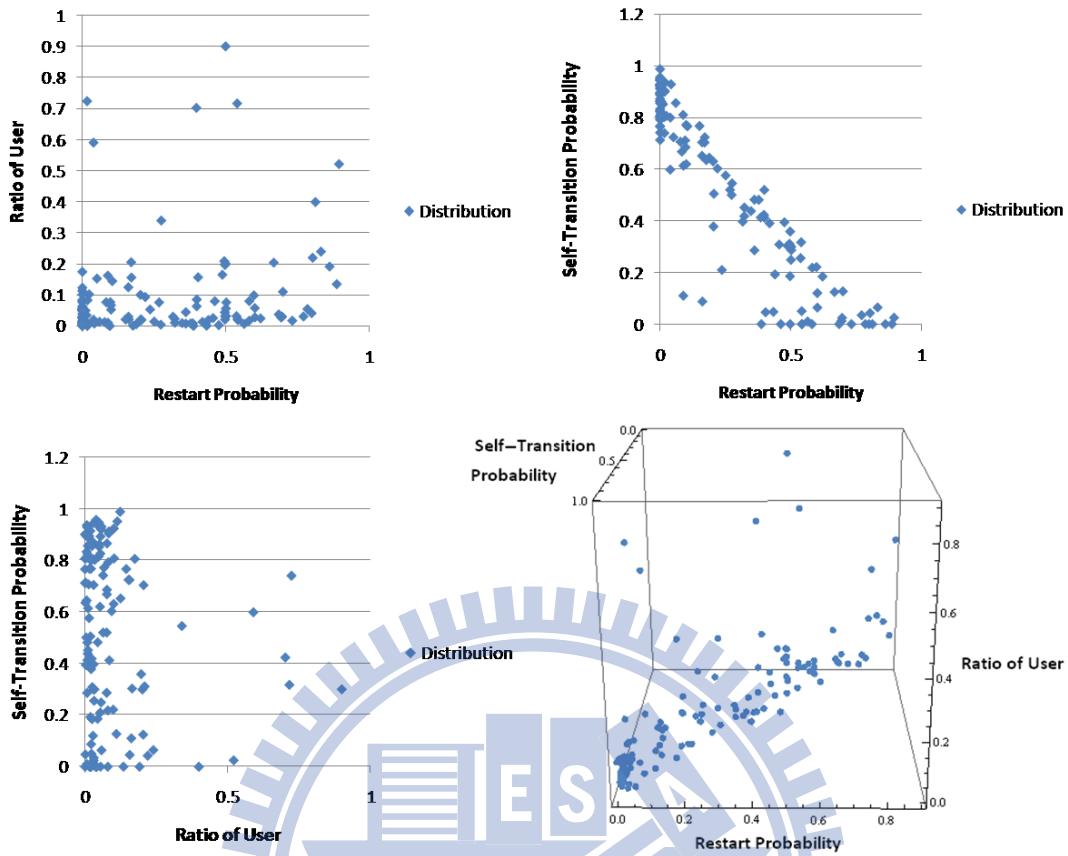 1
0.9
0.8
0.7
0.6
0.5
0.4
0.3
0.2
0.1
0
Ratio of User
0 0.5 1
Restart Probability
Distribution
1.2
1
0.8
0.6
0.4
0.2
0
Self-Transition Probability
0 0.5 1
Restart Probability
Distribution
1.2
1
0.8
0.6
0.4
0.2
0
Self-Transition Probability
0 0.5 1
Ratio of User
Distribution
Self–Transition
Probability
0.0
0.5
1.0
0.8
0.6
0.4
0.2
0.0
Ratio of User
0.0 0.2 0.4 0.6 0.8
Restart Probability
E S A